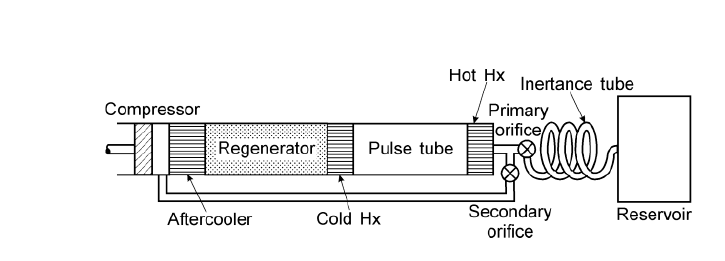 Hot Hx
Inertance tube
Compressor
Primary
orifice
Regenerator
Pulse tube
Aftercooler
Cold Hx
Secondary
orifice
Reservoir